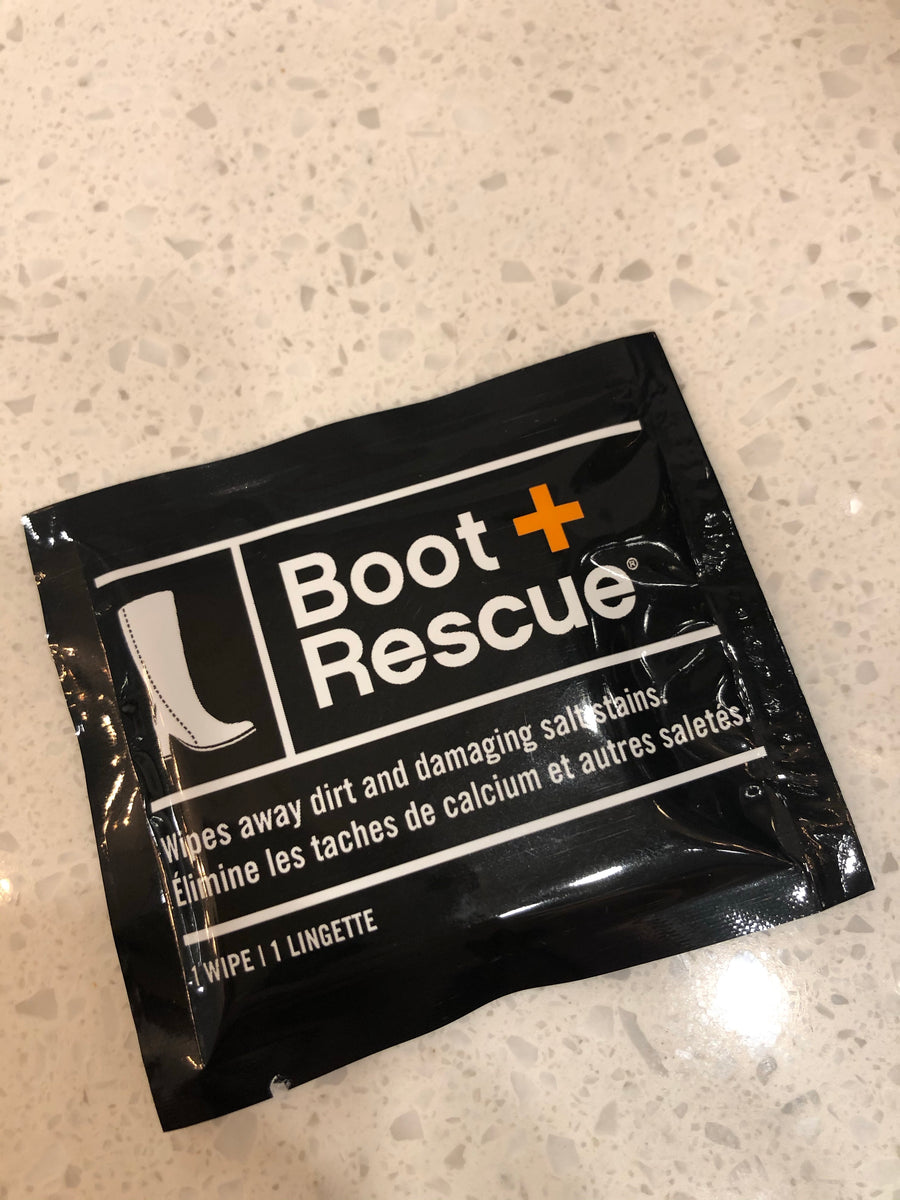 Boot +
Rescue®
Wipes away dirt and damaging salt stains.
Élimine les taches de calcium et autres saletés.
1 WIPE | 1 LINGETTE